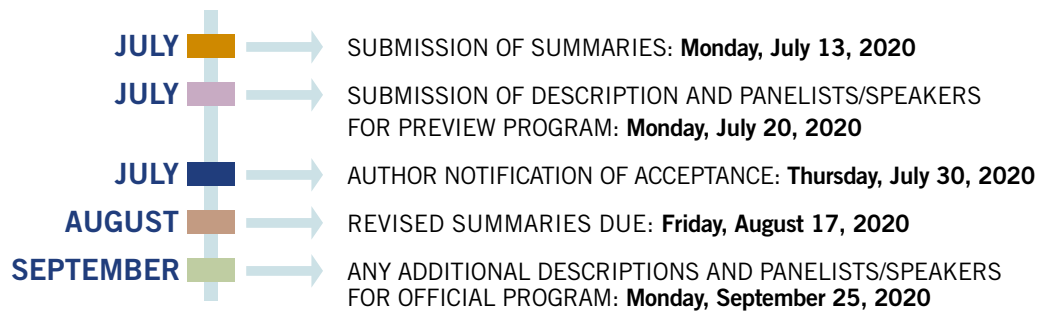 JULY SUBMISSION OF SUMMARIES: Monday, July 13, 2020
JULY SUBMISSION OF DESCRIPTION AND PANELISTS/SPEAKERS
FOR PREVIEW PROGRAM: Monday, July 20, 2020
JULY AUTHOR NOTIFICATION OF ACCEPTANCE: Thursday, July 30, 2020
AUGUST REVISED SUMMARIES DUE: Friday, August 17, 2020
SEPTEMBER ANY ADDITIONAL DESCRIPTIONS AND PANELISTS/SPEAKERS
FOR OFFICIAL PROGRAM: Monday, September 25, 2020